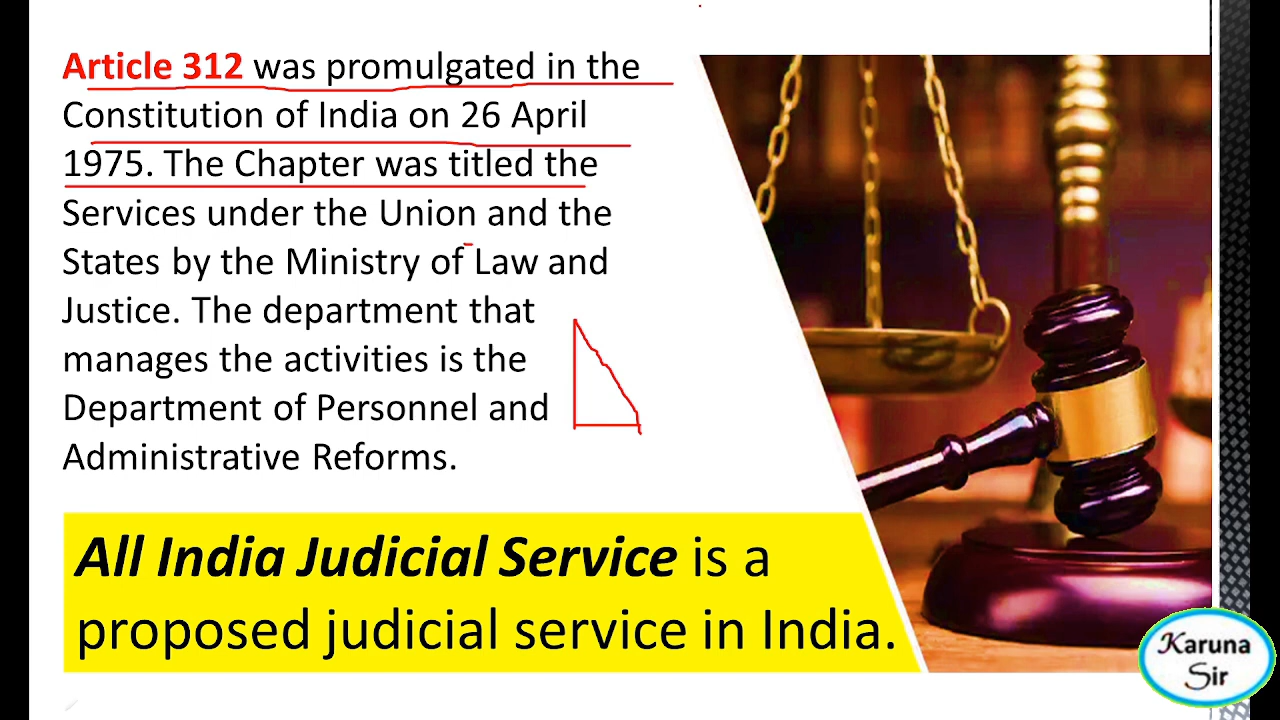 Article 312 was promulgated in the
Constitution of India on 26 April
1975. The Chapter was titled the
Services under the Union and the
States by the Ministry of Law and
Justice. The department that
manages the activities is the
Department of Personnel and
Administrative Reforms.
All India Judicial Service is a
proposed judicial service in India.
Karuna
Sir